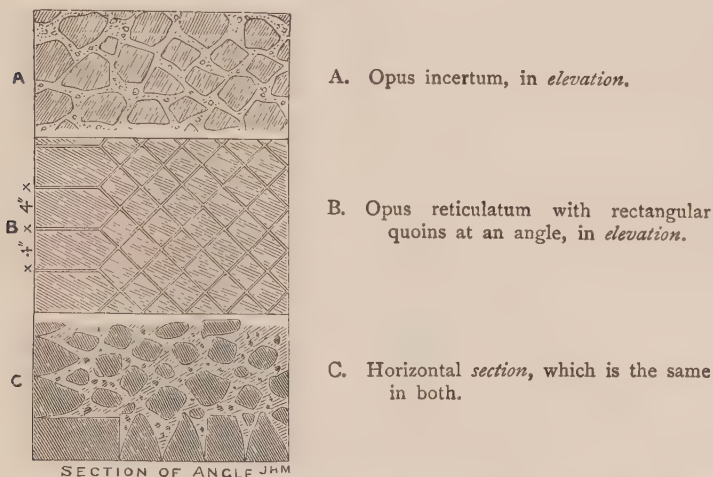 A
A. Opus incertum, in elevation.
× 4" × 4" ×
B
B. Opus reticulatum with rectangular
quoins at an angle, in elevation.
C
C. Horizontal section, which is the same
in both.
SECTION OF ANGLE JHM